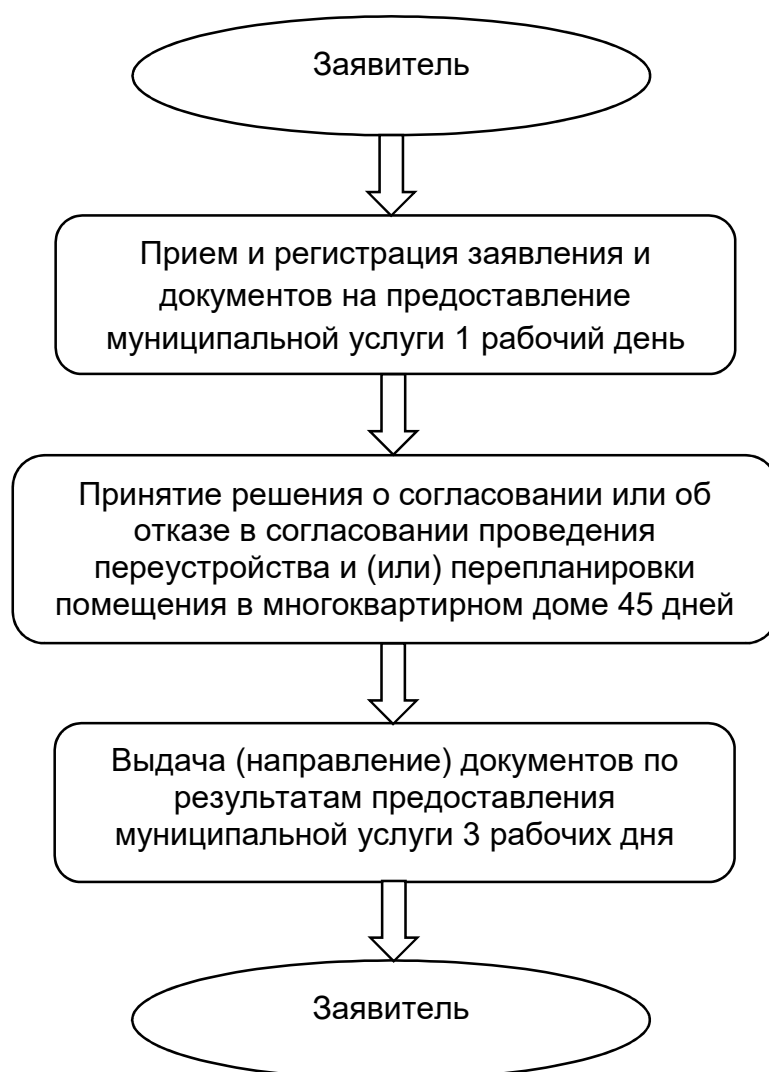 Заявитель
Прием и регистрация заявления и
документов на предоставление
муниципальной услуги 1 рабочий день
Принятие решения о согласовании или об
отказе в согласовании проведения
переустройства и (или) перепланировки
помещения в многоквартирном доме 45 дней
Выдача (направление) документов по
результатам предоставления
муниципальной услуги 3 рабочих дня
Заявитель